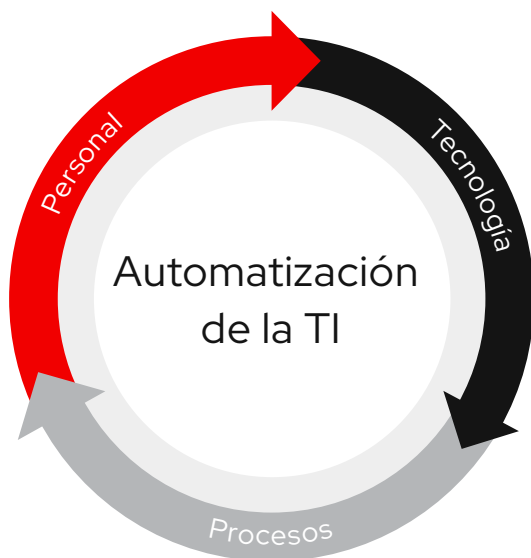 Personal
Tecnología
Automatización
de la TI
Procesos